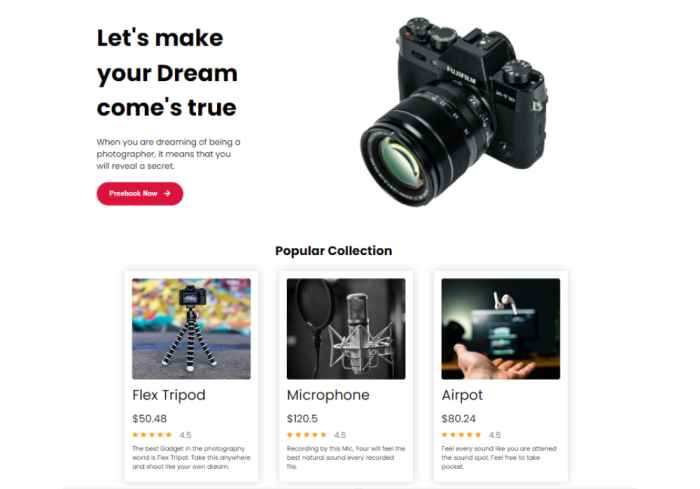 Let's make
your Dream
come's true
When you are dreaming of being a
photographer, it means that you
will reveal a secret.
Preebook Now
FUJIFILM
X-T10
Popular Collection
Flex Tripod
$50.48
4.5
The best Gadget in the photography
world is Flex Tripod. Take this anywhere
and shoot like your own dream.
Microphone
$120.5
4.5
Recording by this Mic, Your will feel the
best natural sound every recorded
file.
Airpot
$80.24
4.5
Feel every sound like you are attened
the sound spot. Feel free to take
pocket.